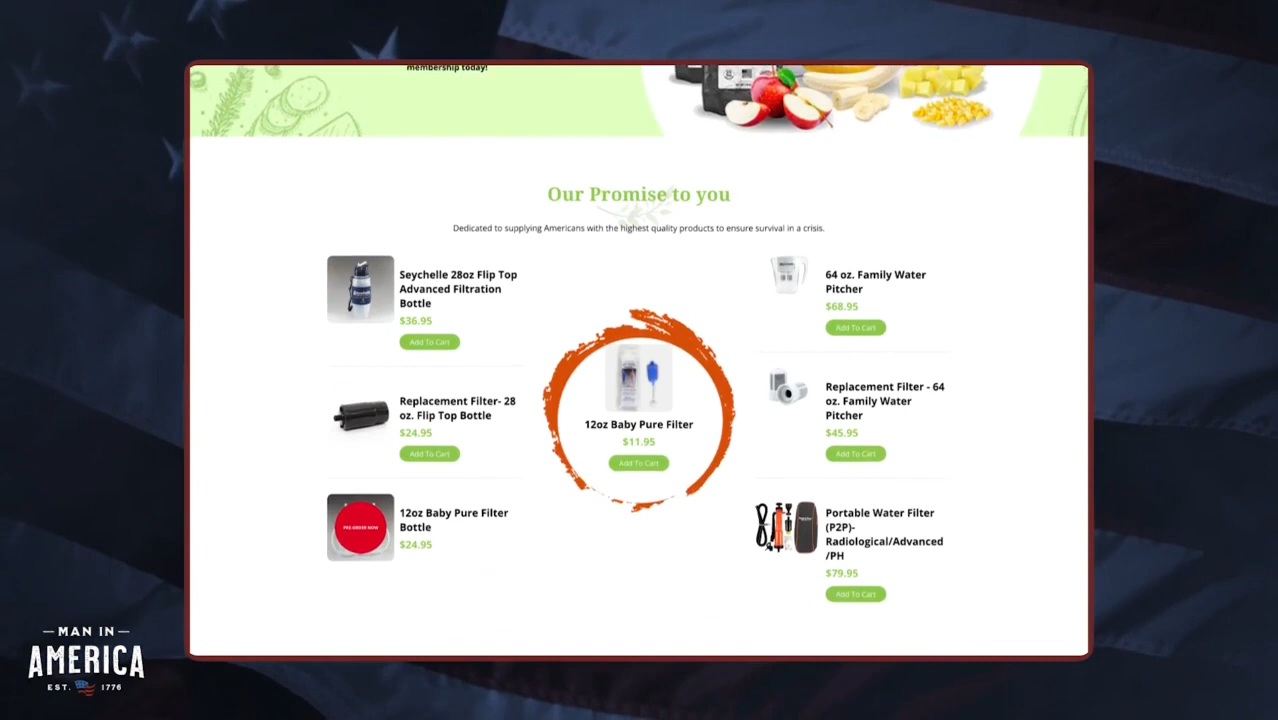 membership today!
Our Promise to you
Dedicated to supplying Americans with the highest quality products to ensure survival in a crisis.
Seychelle 28oz Flip Top
Advanced Filtration
Bottle
$36.95
Add To Cart
Replacement Filter- 28
oz. Flip Top Bottle
$24.95
Add To Cart
PRE-ORDER NOW
12oz Baby Pure Filter
Bottle
$24.95
12oz Baby Pure Filter
$11.95
Add To Cart
64 oz. Family Water
Pitcher
$68.95
Add To Cart
Replacement Filter - 64
oz. Family Water
Pitcher
$45.95
Add To Cart
Portable Water Filter
(P2P)-
Radiological/Advanced
/PH
$79.95
Add To Cart
MAN IN
AMERICA
EST. 1776